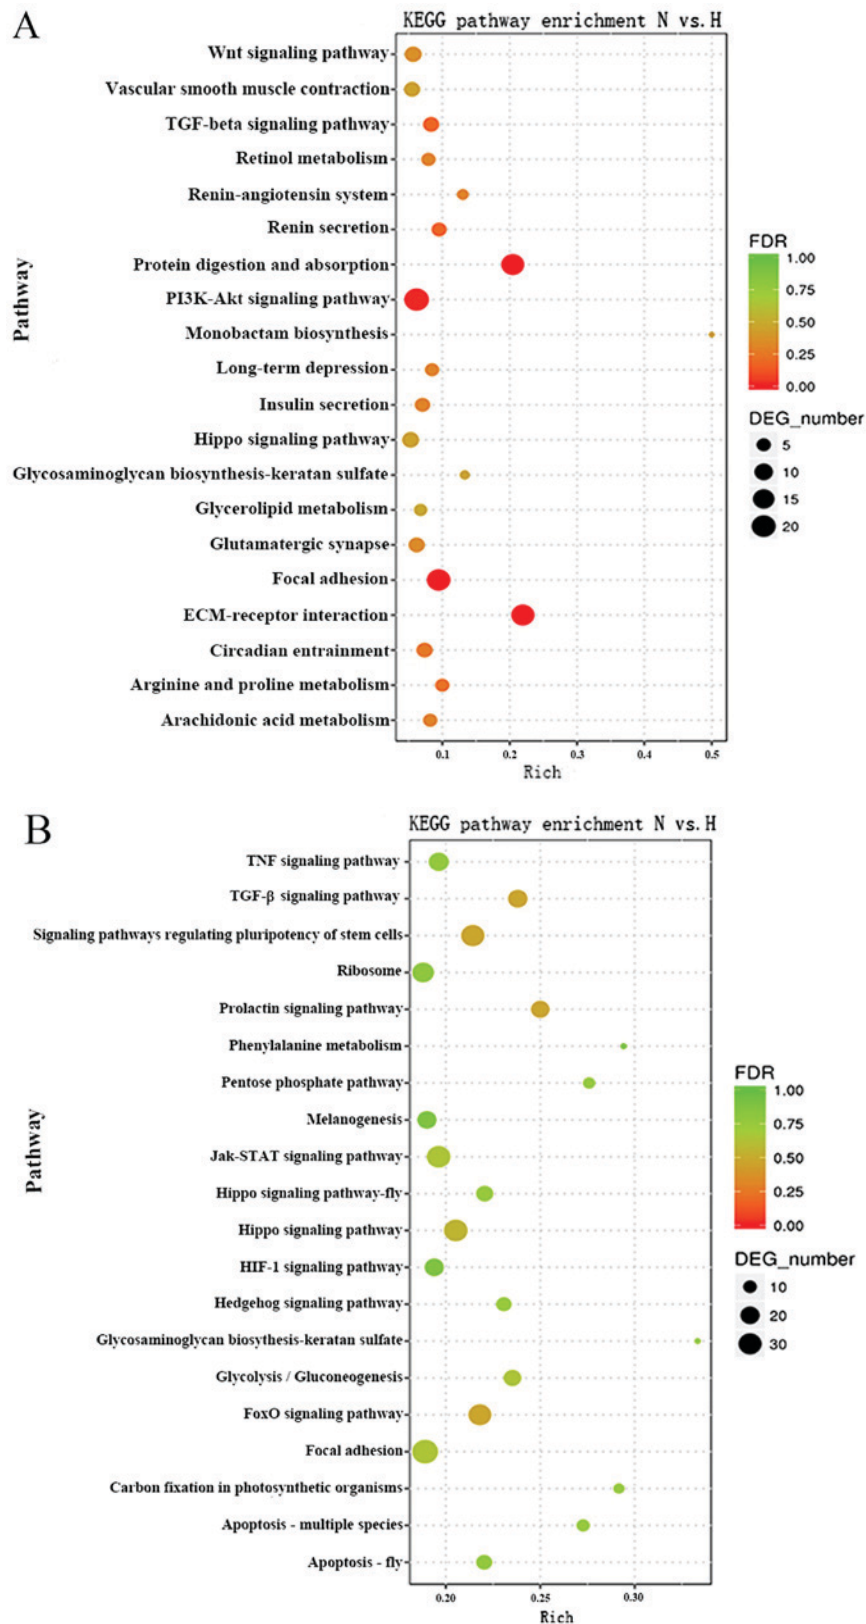 A
KEGG pathway enrichment N vs. H
Wnt signaling pathway
Vascular smooth muscle contraction
TGF-beta signaling pathway
Retinol metabolism
Renin-angiotensin system
Renin secretion
Protein digestion and absorption
PI3K-Akt signaling pathway
Monobactam biosynthesis
Long-term depression
Insulin secretion
Hippo signaling pathway
Glycosaminoglycan biosynthesis-keratan sulfate
Glycerolipid metabolism
Glutamatergic synapse
Focal adhesion
ECM-receptor interaction
Circadian entrainment
Arginine and proline metabolism
Arachidonic acid metabolism
Pathway
0.1 0.2 0.3 0.4 0.5
Rich
FDR
1.00
0.75
0.50
0.25
0.00
DEG_number
5
10
15
20
B
KEGG pathway enrichment N vs. H
TNF signaling pathway
TGF-β signaling pathway
Signaling pathways regulating pluripotency of stem cells
Ribosome
Prolactin signaling pathway
Phenylalanine metabolism
Pentose phosphate pathway
Melanogenesis
Jak-STAT signaling pathway
Hippo signaling pathway-fly
Hippo signaling pathway
HIF-1 signaling pathway
Hedgehog signaling pathway
Glycosaminoglycan biosythesis-keratan sulfate
Glycolysis / Gluconeogenesis
FoxO signaling pathway
Focal adhesion
Carbon fixation in photosynthetic organisms
Apoptosis - multiple species
Apoptosis - fly
Pathway
0.20 0.25 0.30
Rich
FDR
1.00
0.75
0.50
0.25
0.00
DEG_number
10
20
30